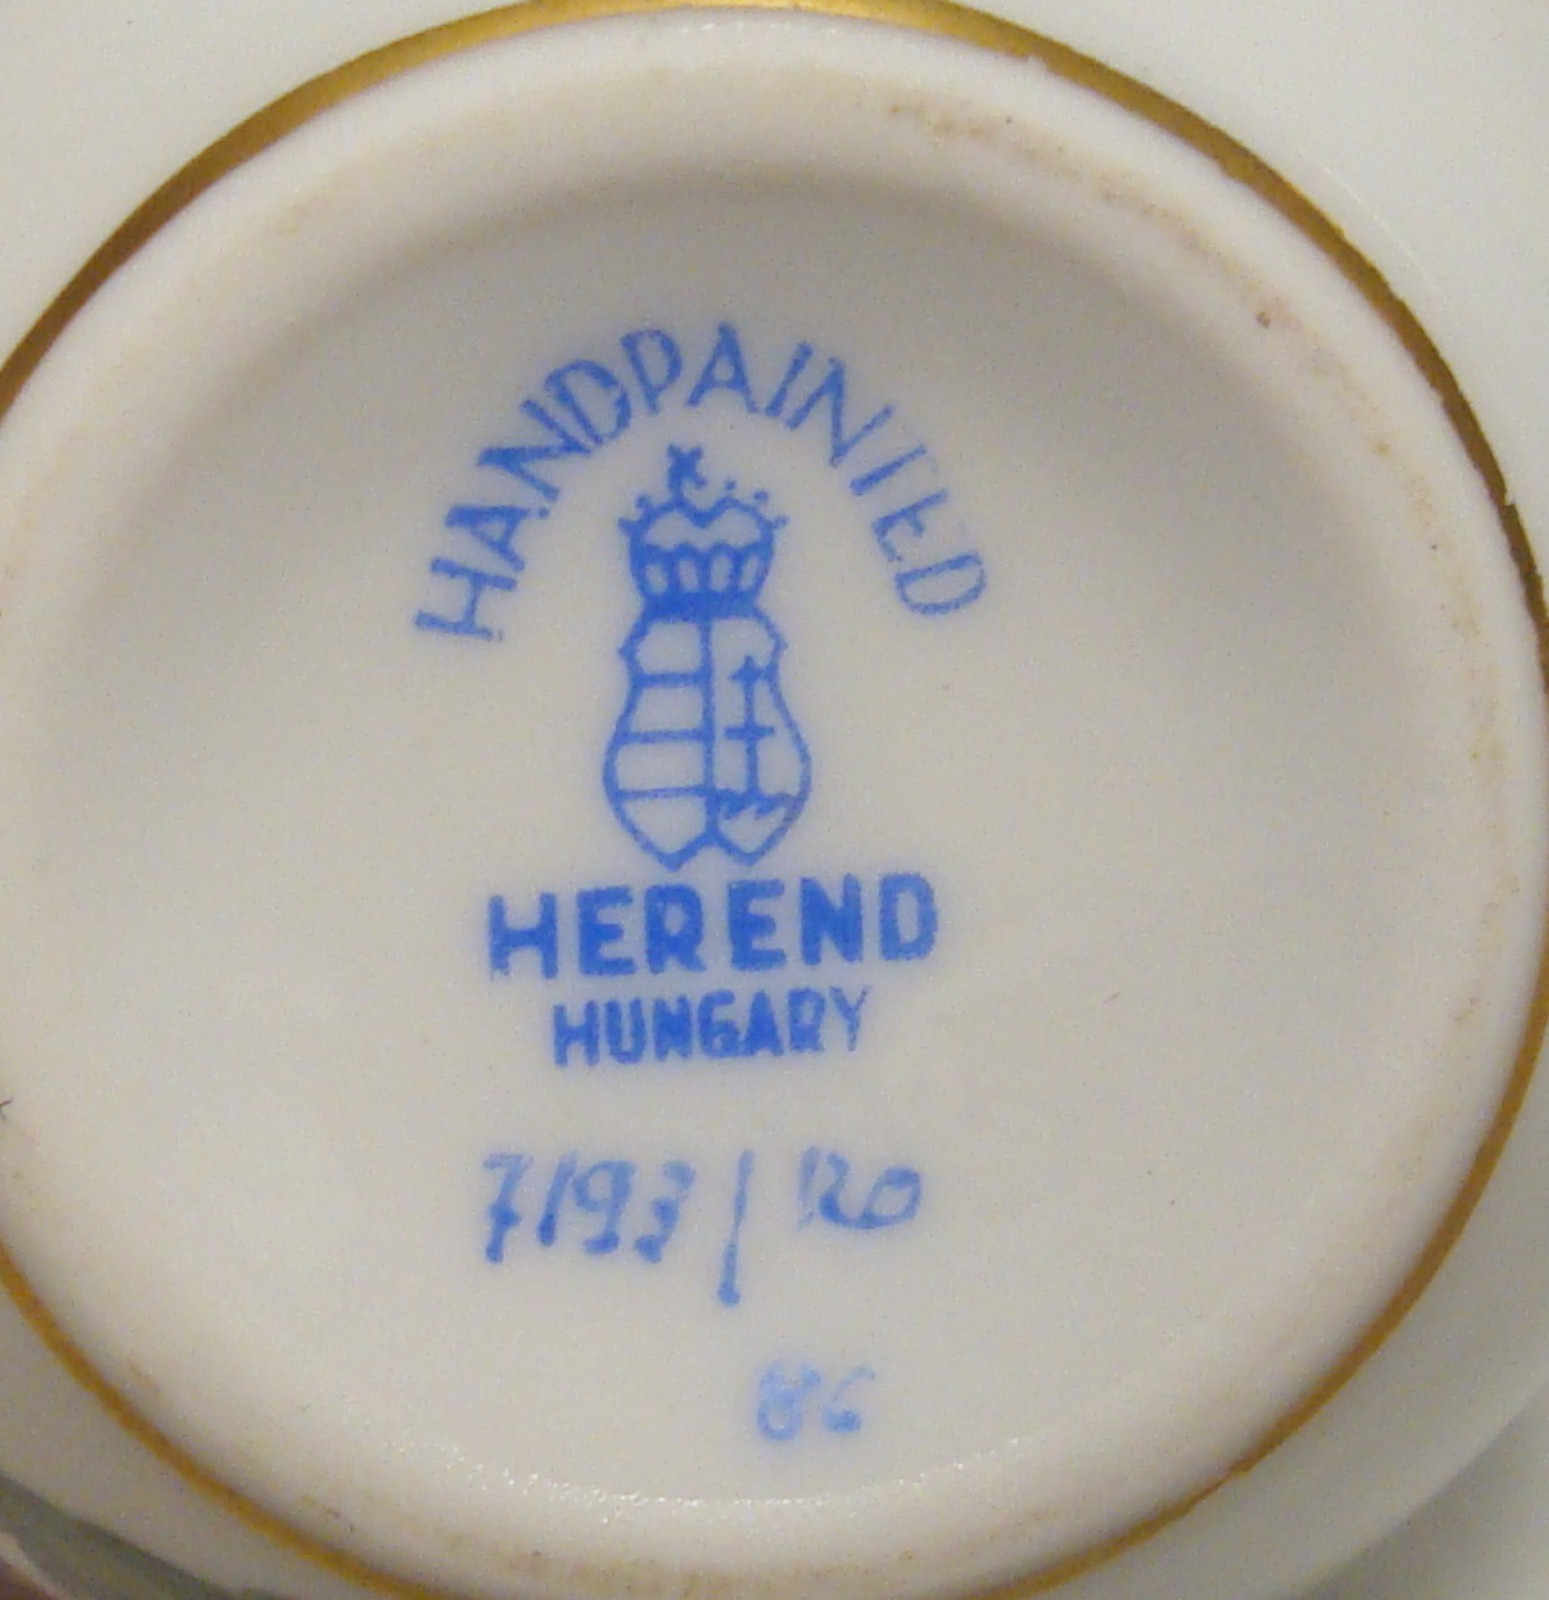 HANDPAINTED
HEREND
HUNGARY
7193/RO
86